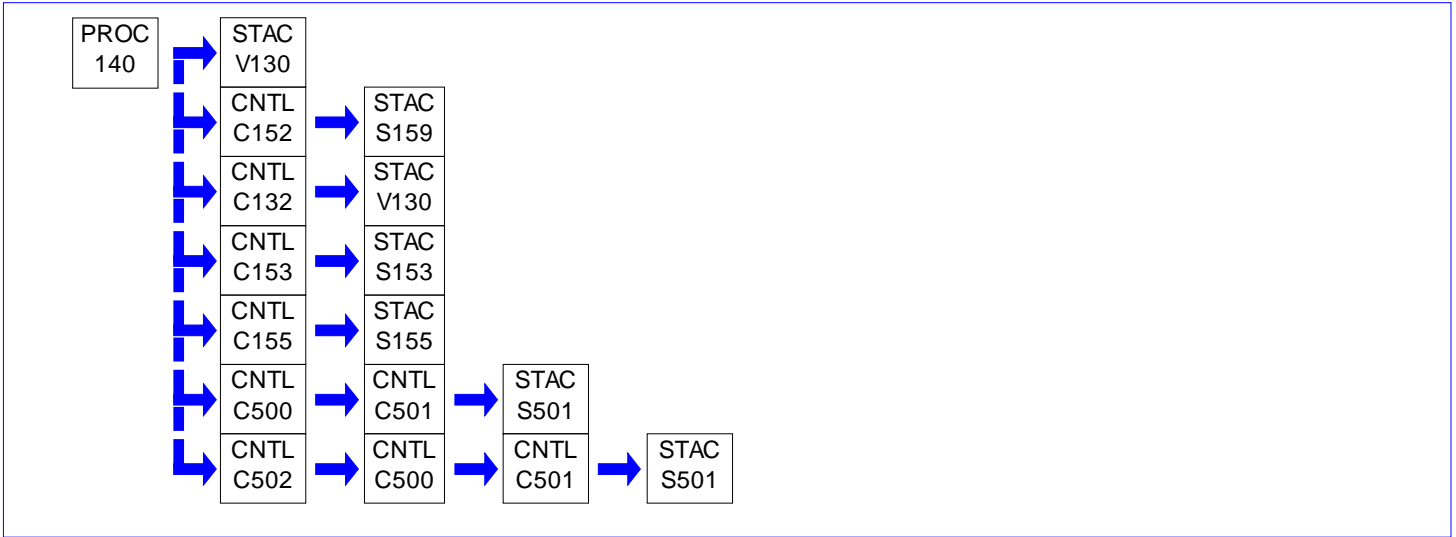 PROC
140
STAC
V130
CNTL
C152
STAC
S159
CNTL
C132
STAC
V130
CNTL
C153
STAC
S153
CNTL
C155
STAC
S155
CNTL
C500
CNTL
C501
STAC
S501
CNTL
C502
CNTL
C500
CNTL
C501
STAC
S501